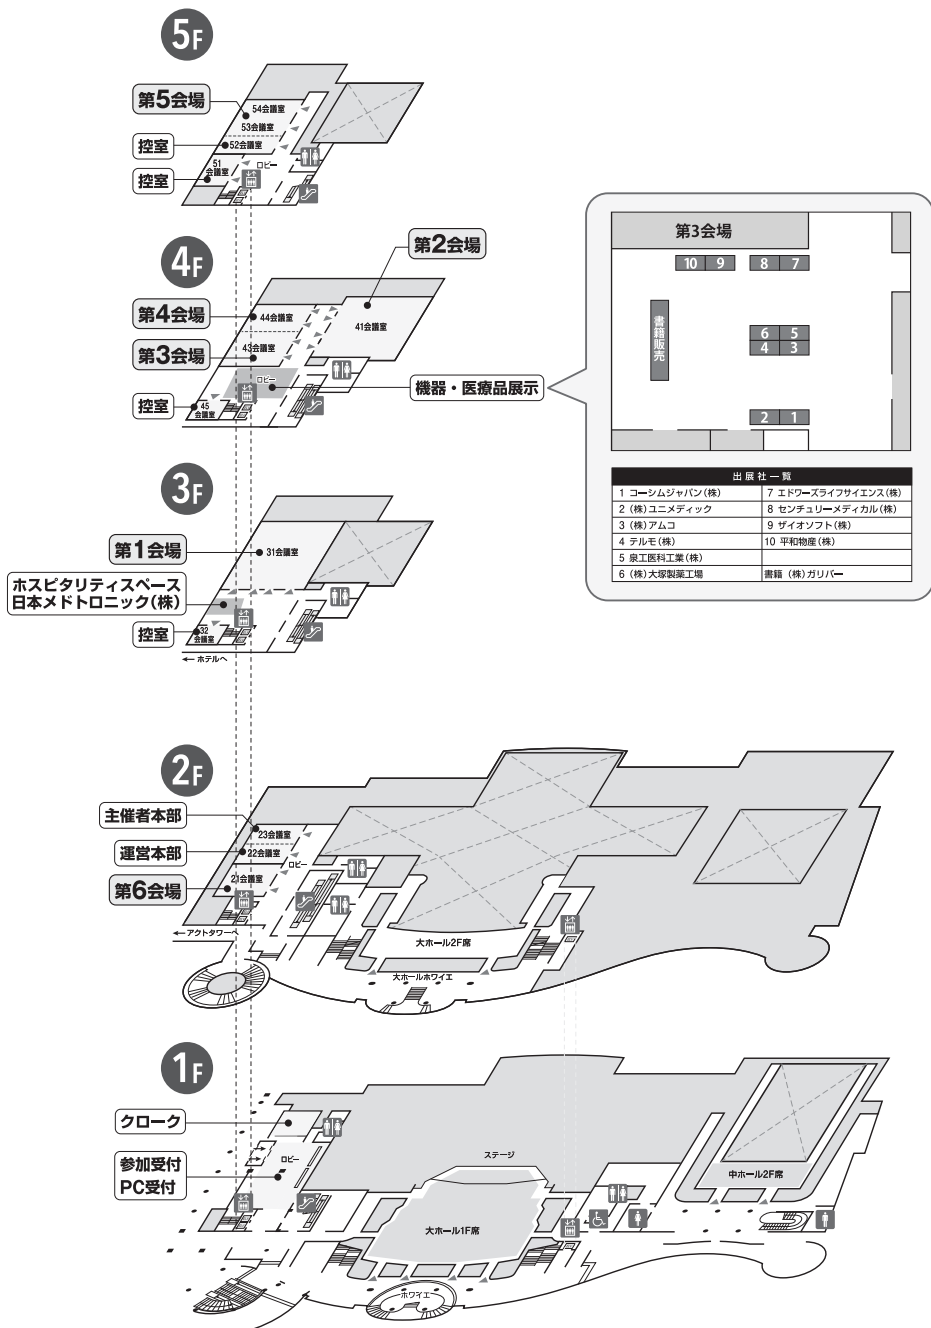 5F
第5会場
54会議室
53会議室
控室
52会議室
51
会議室
ロビー
控室
4F
第2会場
第4会場
44会議室
41会議室
第3会場
43会議室
ロビー
機器・医療品展示
控室
45
会議室
第3会場
10 9 8 7
書籍販売
6 5
4 3
2 1
出展社一覧
1 コーシムジャパン(株)
7 エドワーズライフサイエンス(株)
2 (株)ユニメディック
8 センチュリーメディカル(株)
3 (株)アムコ
9 ザイオソフト(株)
4 テルモ(株)
10 平和物産(株)
5 泉工医科工業(株)
6 (株)大塚製薬工場
書籍 (株)ガリバー
3F
第1会場
31会議室
ホスピタリティスペース
日本メドトロニック(株)
控室
32
会議室
← ホテルへ
2F
主催者本部
23会議室
運営本部
22会議室
ロビー
第6会場
21会議室
←アクトタワーへ
大ホール2F席
大ホールホワイエ
1F
クローク
参加受付
PC受付
ロビー
ステージ
中ホール2F席
大ホール1F席
ホワイエ